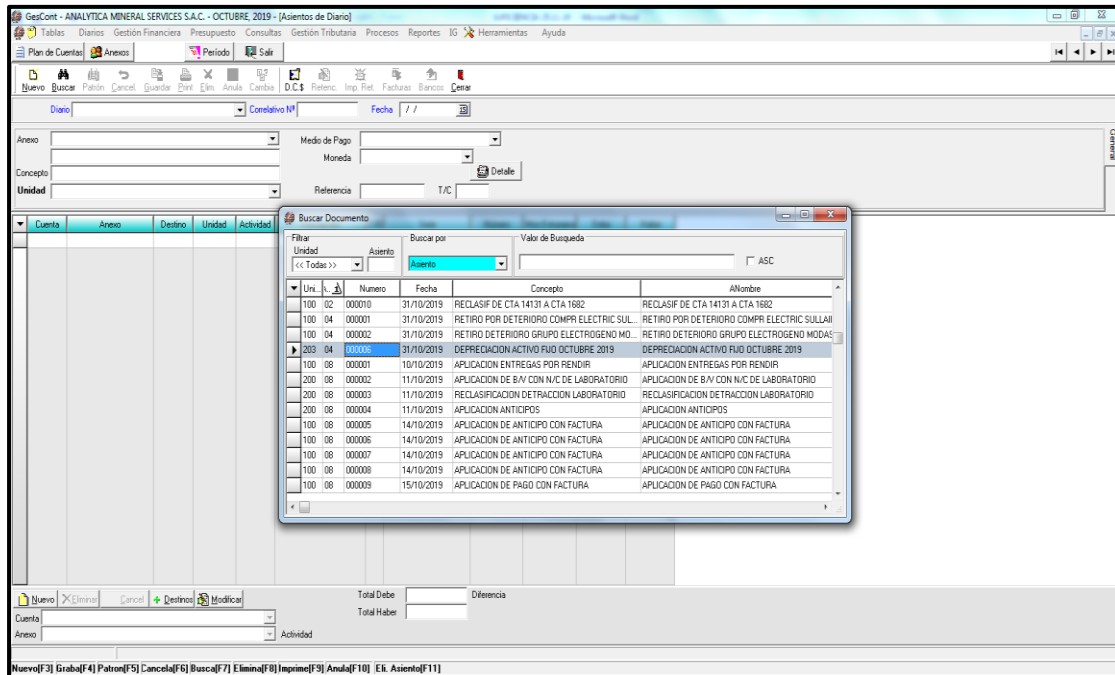 GesCont - ANALYTICA MINERAL SERVICES S.A.C. - OCTUBRE, 2019 - [Asientos de Diario]
Tablas Diarios Gestión Financiera Presupuesto Consultas Gestión Tributaria Procesos Reportes IG Herramientas Ayuda
Plan de Cuentas Anexos Período Salir
Nuevo Buscar Patrón Cancel. Guardar Print Elim. Anula Cambia D.C.$ Retenc. Imp. Ret. Facturas Bancos Cerrar
Diario Correlativo Nº Fecha / /
Anexo Medio de Pago
General
Moneda
Concepto Detalle
Unidad Referencia T/C
Cuenta Anexo Destino Unidad Actividad
Buscar Documento
Filtrar Buscar por Valor de Busqueda
Unidad Asiento
<< Todas >> Asiento ASC
Uni... Numero Fecha Concepto ANombre
100 02 000010 31/10/2019 RECLASIF DE CTA 14131 A CTA 1682 RECLASIF DE CTA 14131 A CTA 1682
100 04 000001 31/10/2019 RETIRO POR DETERIORO COMPR ELECTRIC SUL... RETIRO POR DETERIORO COMPR ELECTRIC SULLAI
100 04 000002 31/10/2019 RETIRO DETERIORO GRUPO ELECTROGENO MO... RETIRO DETERIORO GRUPO ELECTROGENO MODAS
203 04 000006 31/10/2019 DEPRECIACION ACTIVO FIJO OCTUBRE 2019 DEPRECIACION ACTIVO FIJO OCTUBRE 2019
100 08 000001 10/10/2019 APLICACION ENTREGAS POR RENDIR APLICACION ENTREGAS POR RENDIR
200 08 000002 11/10/2019 APLICACION DE B/V CON N/C DE LABORATORIO APLICACION DE B/V CON N/C DE LABORATORIO
200 08 000003 11/10/2019 RECLASIFICACION DETRACCION LABORATORIO RECLASIFICACION DETRACCION LABORATORIO
200 08 000004 11/10/2019 APLICACION ANTICIPOS APLICACION ANTICIPOS
100 08 000005 14/10/2019 APLICACION DE ANTICIPO CON FACTURA APLICACION DE ANTICIPO CON FACTURA
100 08 000006 14/10/2019 APLICACION DE ANTICIPO CON FACTURA APLICACION DE ANTICIPO CON FACTURA
100 08 000007 14/10/2019 APLICACION DE ANTICIPO CON FACTURA APLICACION DE ANTICIPO CON FACTURA
100 08 000008 14/10/2019 APLICACION DE ANTICIPO CON FACTURA APLICACION DE ANTICIPO CON FACTURA
100 08 000009 15/10/2019 APLICACION DE PAGO CON FACTURA APLICACION DE PAGO CON FACTURA
Nuevo Eliminar Cancel Destinos Modificar Total Debe Diferencia
Cuenta Total Haber
Anexo Actividad
Nuevo[F3] Graba[F4] Patron[F5] Cancela[F6] Busca[F7] Elimina[F8] Imprime[F9] Anula[F10] Eli. Asiento[F11]